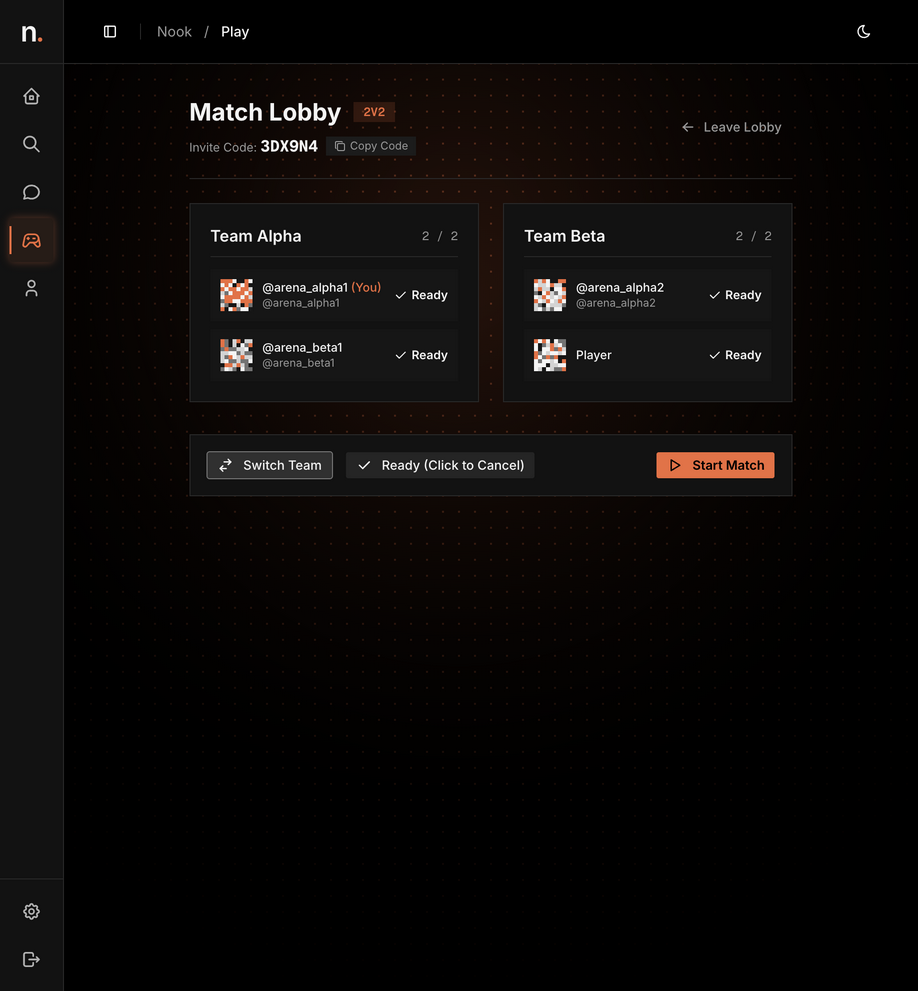 n.
Nook / Play
Match Lobby 2V2
Invite Code: 3DX9N4 Copy Code
Leave Lobby
Team Alpha 2 / 2
@arena_alpha1 (You)
@arena_alpha1
Ready
@arena_beta1
@arena_beta1
Ready
Team Beta 2 / 2
@arena_alpha2
@arena_alpha2
Ready
Player
Ready
Switch Team
Ready (Click to Cancel)
Start Match